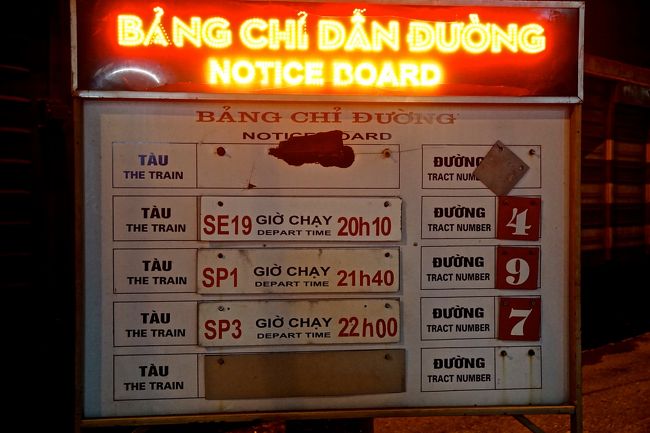 BẢNG CHỈ DẪN ĐƯỜNG
NOTICE BOARD
BẢNG CHỈ ĐƯỜNG
NOTICE BOARD
TÀU
THE TRAIN
ĐƯỜNG
TRACT
TÀU
THE TRAIN
SE19 GIỜ CHẠY 20h10
DEPART TIME
ĐƯỜNG
TRACT NUMBER
4
TÀU
THE TRAIN
SP1 GIỜ CHẠY 21h40
DEPART TIME
ĐƯỜNG
TRACT NUMBER
9
TÀU
THE TRAIN
SP3 GIỜ CHẠY 22h00
DEPART TIME
ĐƯỜNG
TRACT NUMBER
7
TÀU
THE TRAIN
ĐƯỜNG
TRACT NUMBER